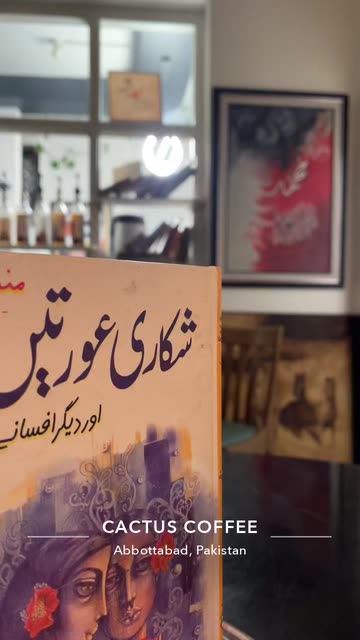 شکاری عورتیں
اور دیگر افسانے
CACTUS COFFEE
Abbottabad, Pakistan